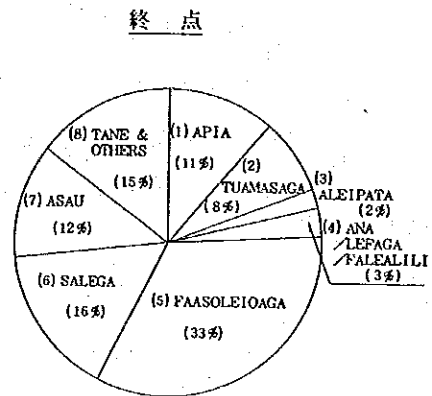 終 点
(1) APIA
(11%)
(2)
TUAMASAGA
(8%)
(3)
ALEIPATA
(2%)
(4) ANA
/LEFAGA
/FALEALILI
(3%)
(5) FAASOLEIOAGA
(33%)
(6) SALEGA
(16%)
(7) ASAU
(12%)
(8) TANE &
OTHERS
(15%)